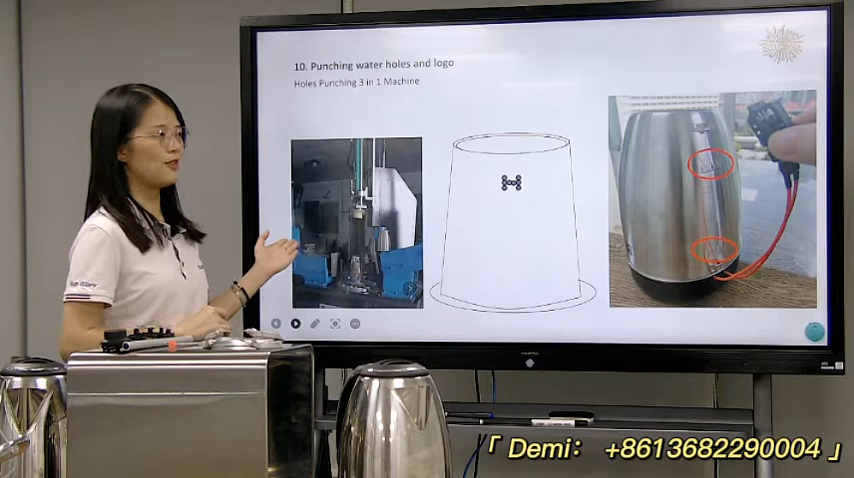 10. Punching water holes and logo
Holes Punching 3 in 1 Machine
「 Demi： +8613682290004 」